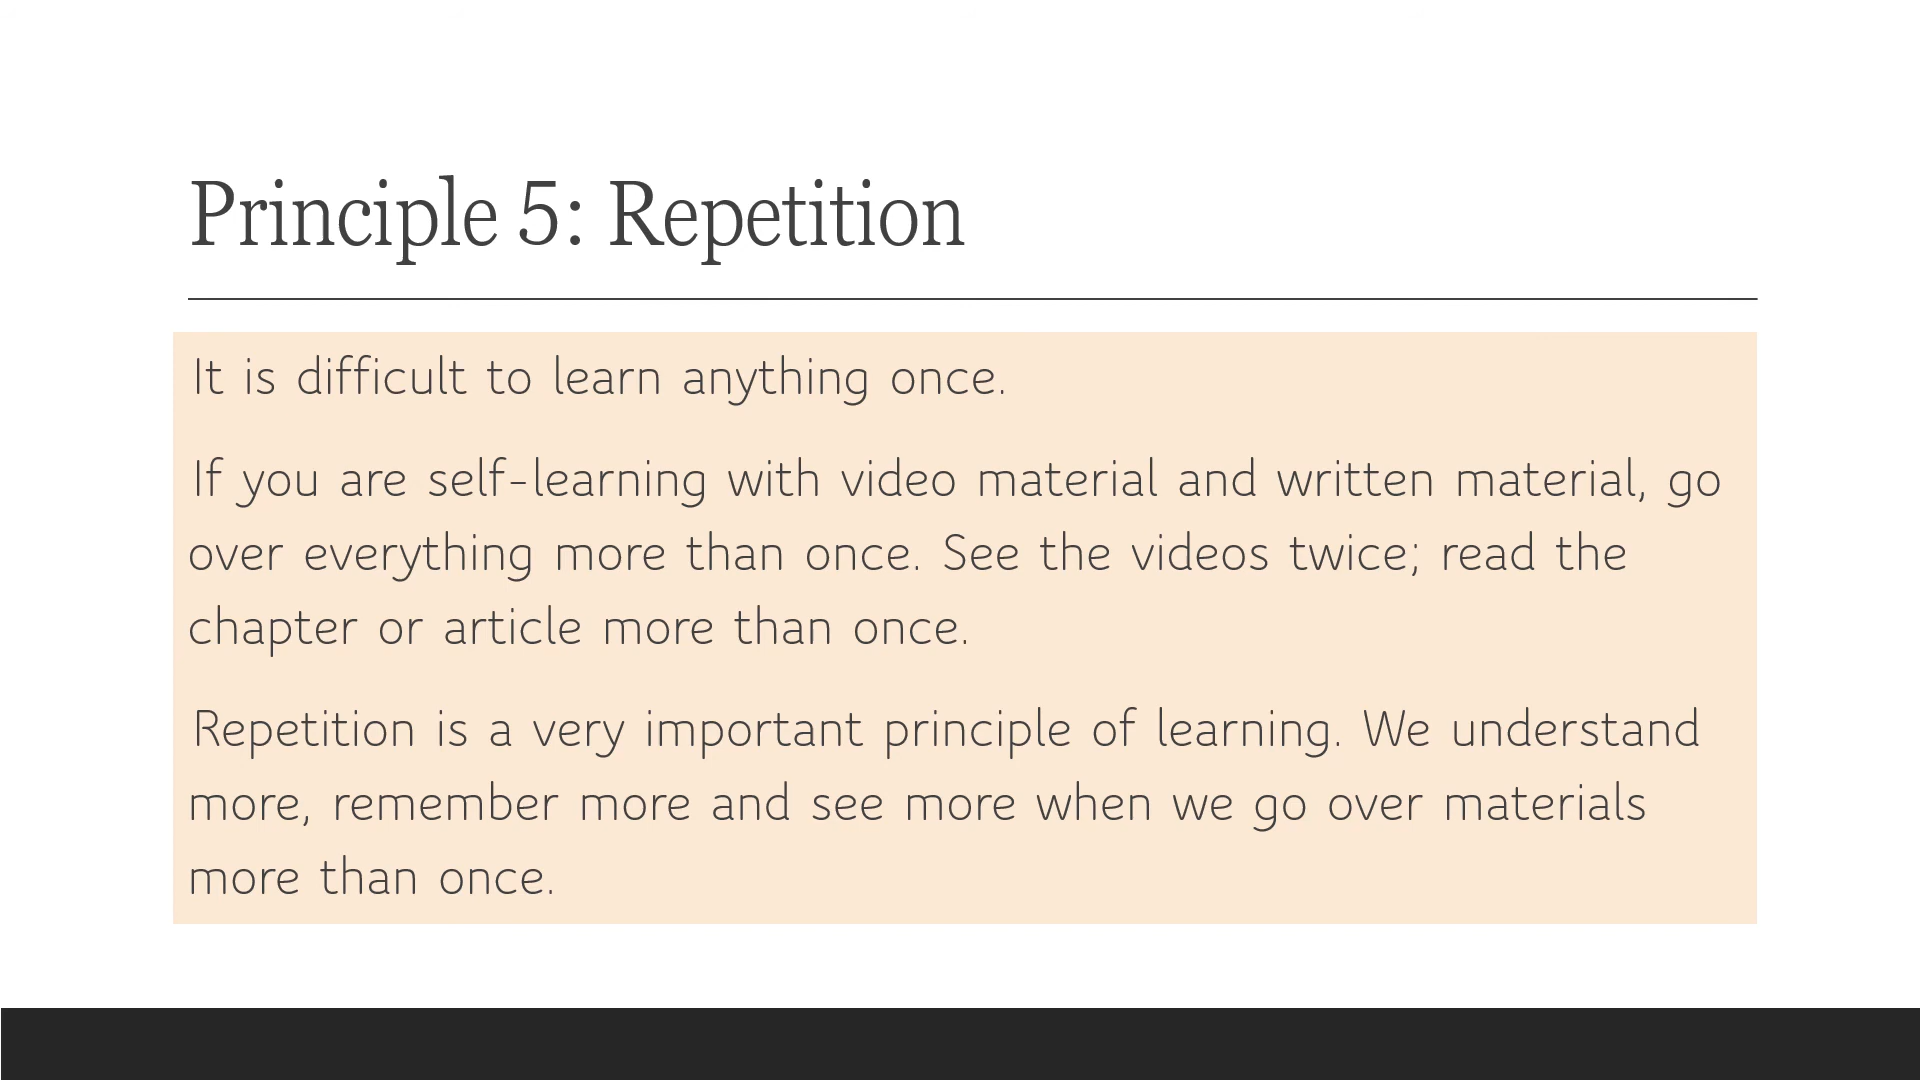 Principle 5: Repetition
It is difficult to learn anything once.
If you are self-learning with video material and written material, go
over everything more than once. See the videos twice; read the
chapter or article more than once.
Repetition is a very important principle of learning. We understand
more, remember more and see more when we go over materials
more than once.